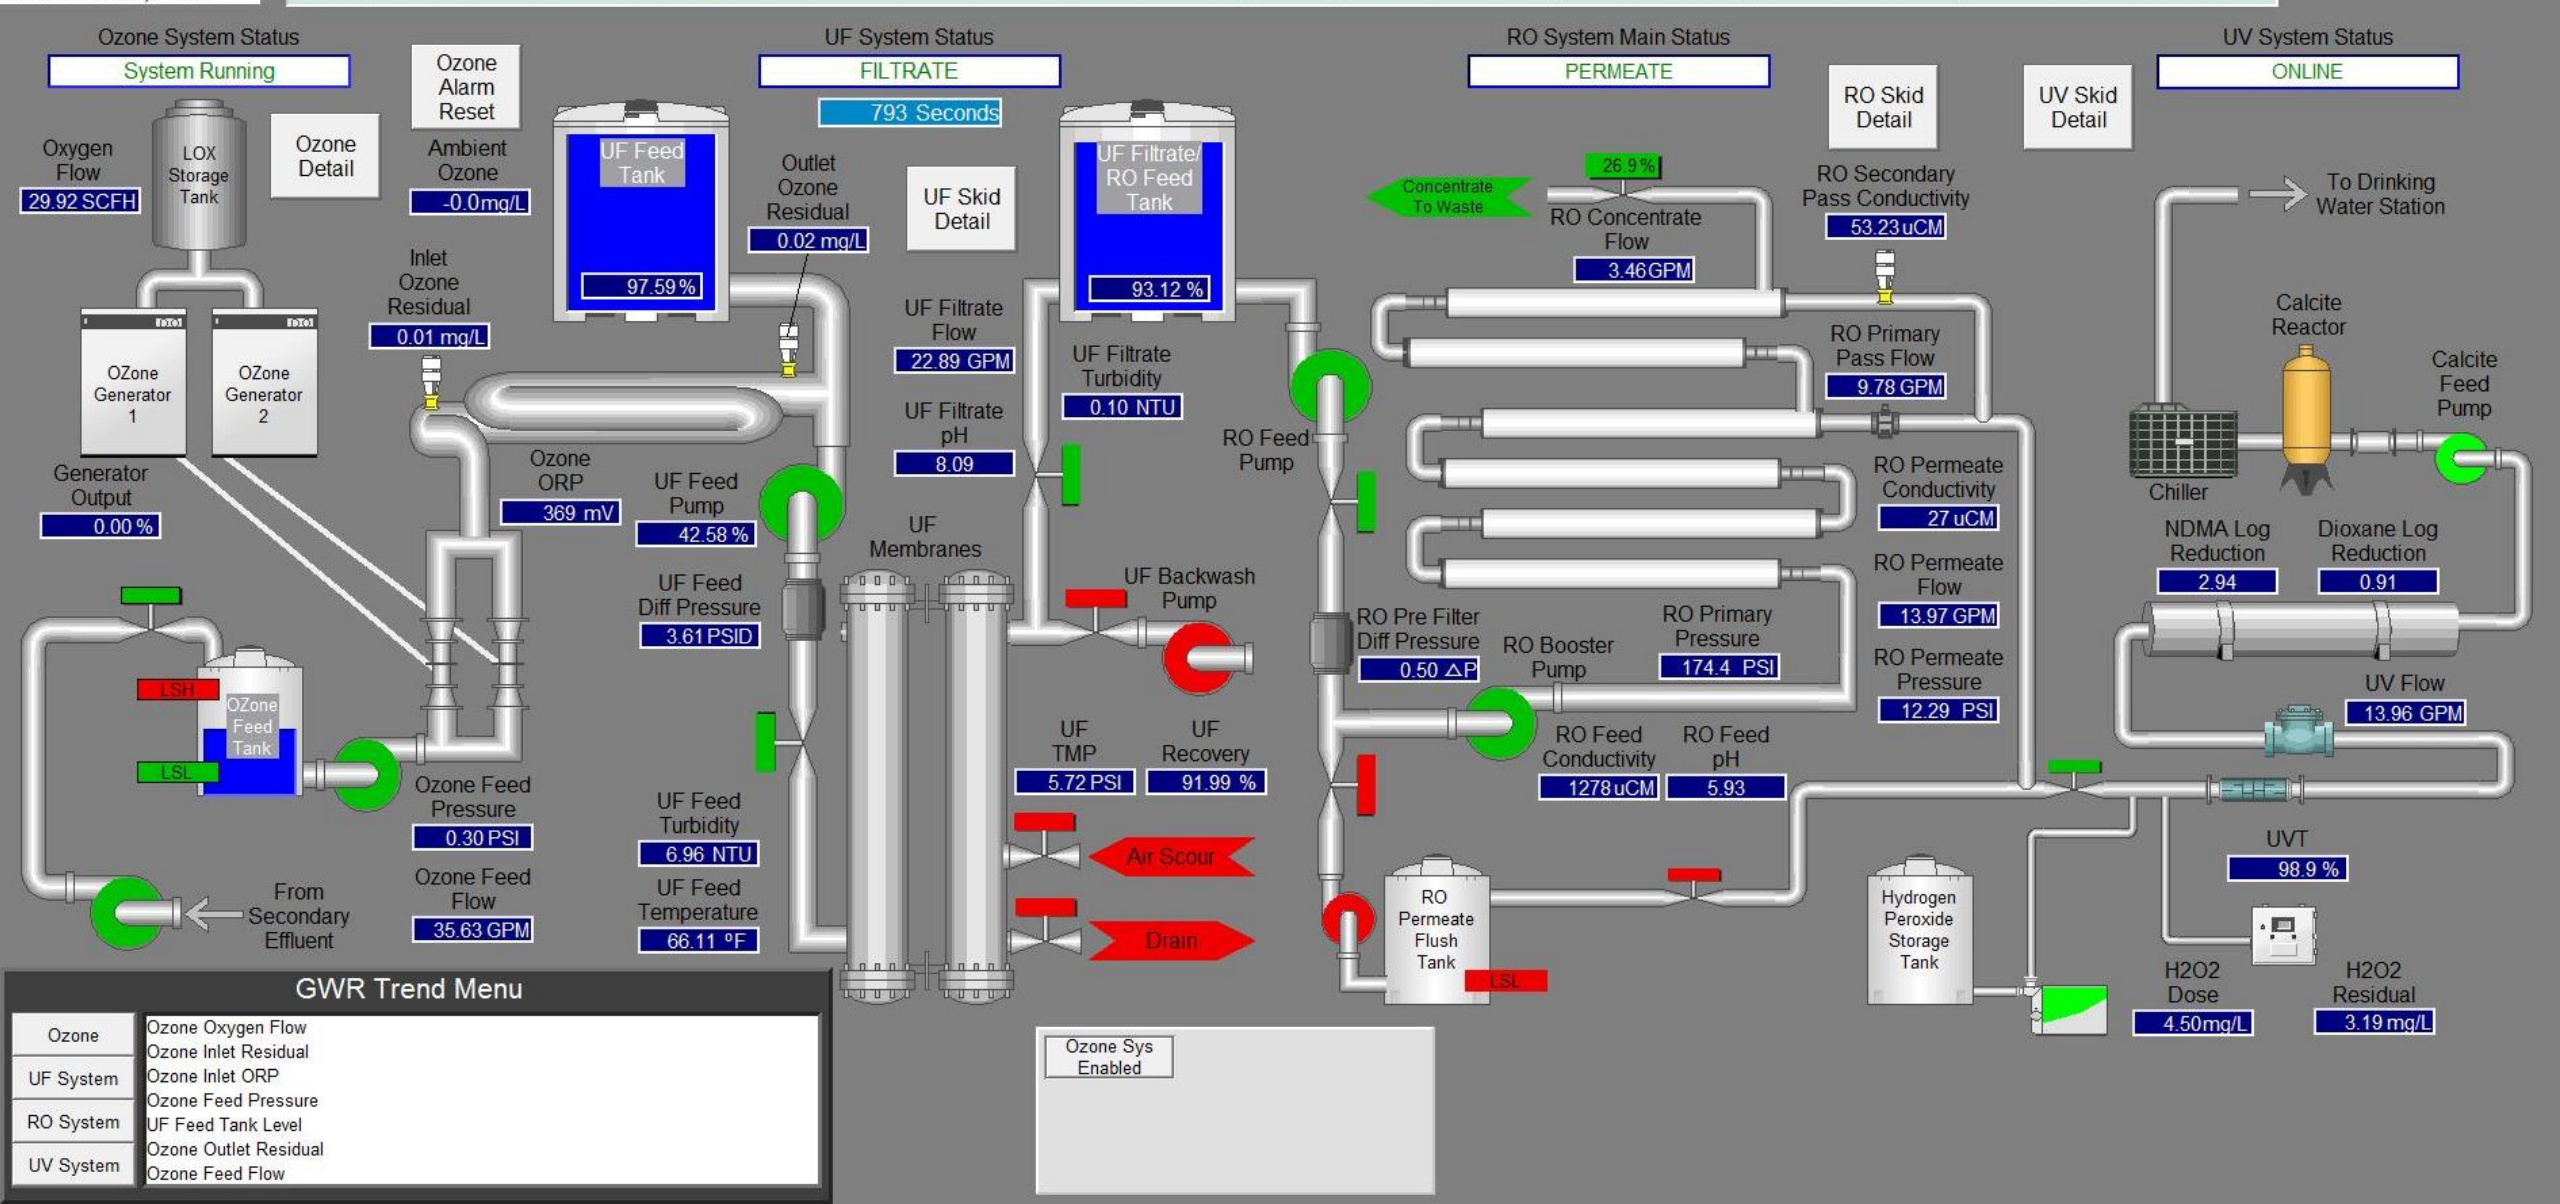 Ozone System Status
System Running
Ozone
Alarm
Reset
UF System Status
FILTRATE
793 Seconds
RO System Main Status
PERMEATE
RO Skid
Detail
UV Skid
Detail
UV System Status
ONLINE
Oxygen
Flow
29.92 SCFH
LOX
Storage
Tank
Ozone
Detail
Ambient
Ozone
-0.0mg/L
UF Feed
Tank
97.59 %
Outlet
Ozone
Residual
0.02 mg/L
UF Skid
Detail
UF Filtrate/
RO Feed
Tank
93.12 %
Concentrate
To Waste
26.9 %
RO Concentrate
Flow
3.46GPM
RO Secondary
Pass Conductivity
53.23uCM
To Drinking
Water Station
Inlet
Ozone
Residual
0.01 mg/L
OZone
Generator
1
OZone
Generator
2
Generator
Output
0.00 %
UF Filtrate
Flow
22.89 GPM
UF Filtrate
Turbidity
0.10 NTU
UF Filtrate
pH
8.09
RO Primary
Pass Flow
9.78 GPM
Calcite
Reactor
Calcite
Feed
Pump
Chiller
Ozone
ORP
369 mV
UF Feed
Pump
42.58 %
RO Feed
Pump
RO Permeate
Conductivity
27 uCM
NDMA Log
Reduction
2.94
Dioxane Log
Reduction
0.91
UF
Membranes
UF Feed
Diff Pressure
3.61PSID
UF Backwash
Pump
RO Pre Filter
Diff Pressure
0.50 △P
RO Booster
Pump
RO Primary
Pressure
174.4 PSI
RO Permeate
Flow
13.97 GPM
RO Permeate
Pressure
12.29 PSI
UV Flow
13.96 GPM
LSH
OZone
Feed
Tank
LSL
Ozone Feed
Pressure
0.30 PSI
UF
TMP
5.72 PSI
UF
Recovery
91.99 %
RO Feed
Conductivity
1278uCM
RO Feed
pH
5.93
UF Feed
Turbidity
6.96 NTU
Air Scour
UVT
98.9 %
From
Secondary
Effluent
Ozone Feed
Flow
35.63 GPM
UF Feed
Temperature
66.11 ºF
Drain
RO
Permeate
Flush
Tank
LSL
Hydrogen
Peroxide
Storage
Tank
H2O2
Dose
4.50mg/L
H2O2
Residual
3.19 mg/L
GWR Trend Menu
Ozone
UF System
RO System
UV System
Ozone Oxygen Flow
Ozone Inlet Residual
Ozone Inlet ORP
Ozone Feed Pressure
UF Feed Tank Level
Ozone Outlet Residual
Ozone Feed Flow
Ozone Sys
Enabled